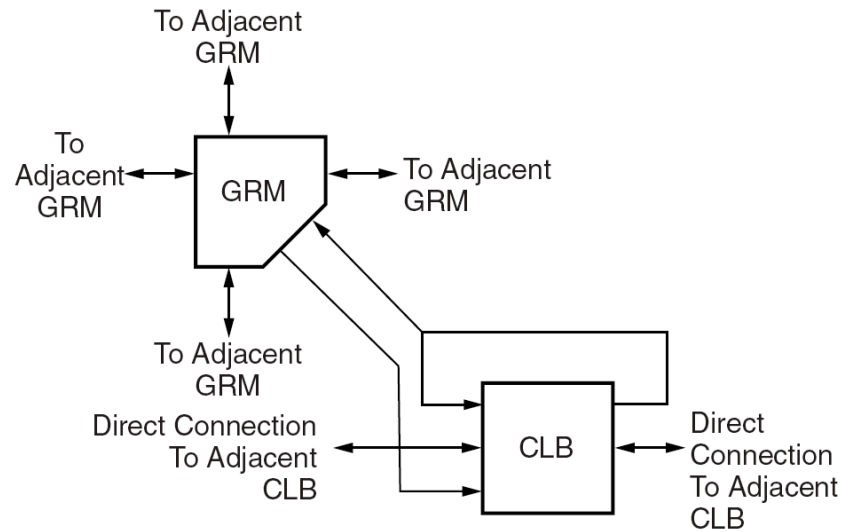 To Adjacent
GRM
To
Adjacent
GRM
GRM
To Adjacent
GRM
To Adjacent
GRM
Direct Connection
To Adjacent
CLB
CLB
Direct
Connection
To Adjacent
CLB